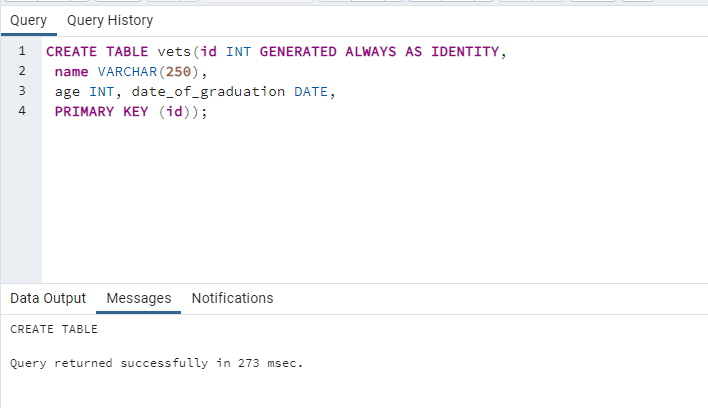 Query Query History
1 CREATE TABLE vets(id INT GENERATED ALWAYS AS IDENTITY,
2 name VARCHAR(250),
3 age INT, date_of_graduation DATE,
4 PRIMARY KEY (id));
Data Output Messages Notifications
CREATE TABLE
Query returned successfully in 273 msec.